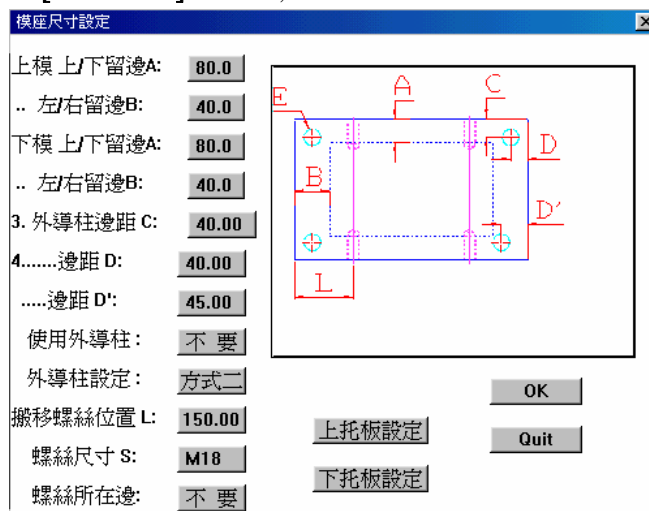 模座尺寸設定
上模 上/下留邊A: 80.0
.. 左/右留邊B: 40.0
下模 上/下留邊A: 80.0
.. 左/右留邊B: 40.0
3. 外導柱邊距 C: 40.00
4.......邊距 D: 40.00
.....邊距 D': 45.00
使用外導柱: 不 要
外導柱設定: 方式二
搬移螺絲位置 L: 150.00
螺絲尺寸 S: M18
螺絲所在邊: 不 要
A C
E
D
B
D'
L
上托板設定
下托板設定
OK
Quit